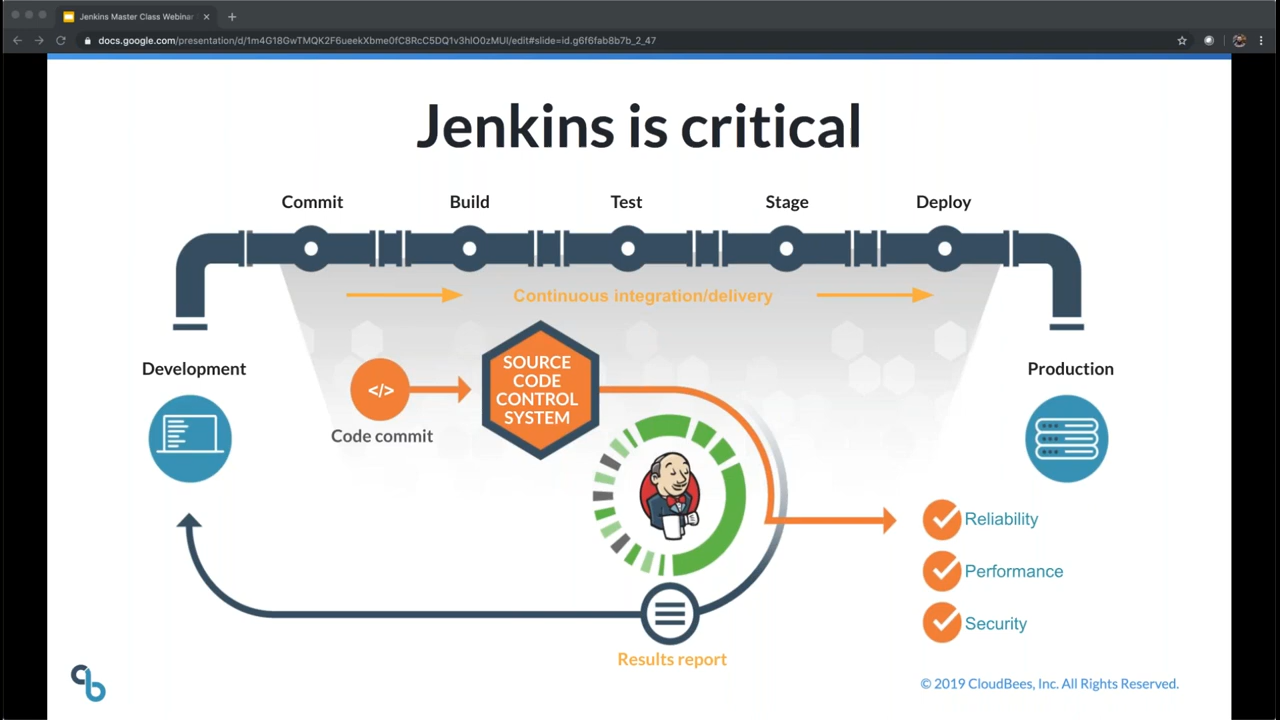 Jenkins Master Class Webinar
docs.google.com/presentation/d/1m4G18GwTMQK2F6ueekXbme0fC8RcC5DQ1v3hlO0zMUI/edit#slide=id.g6f6fab8b7b_2_47
Jenkins is critical
Commit
Build
Test
Stage
Deploy
Continuous integration/delivery
Development
Production
</>
SOURCE
CODE
CONTROL
SYSTEM
Code commit
Reliability
Performance
Security
Results report
© 2019 CloudBees, Inc. All Rights Reserved.